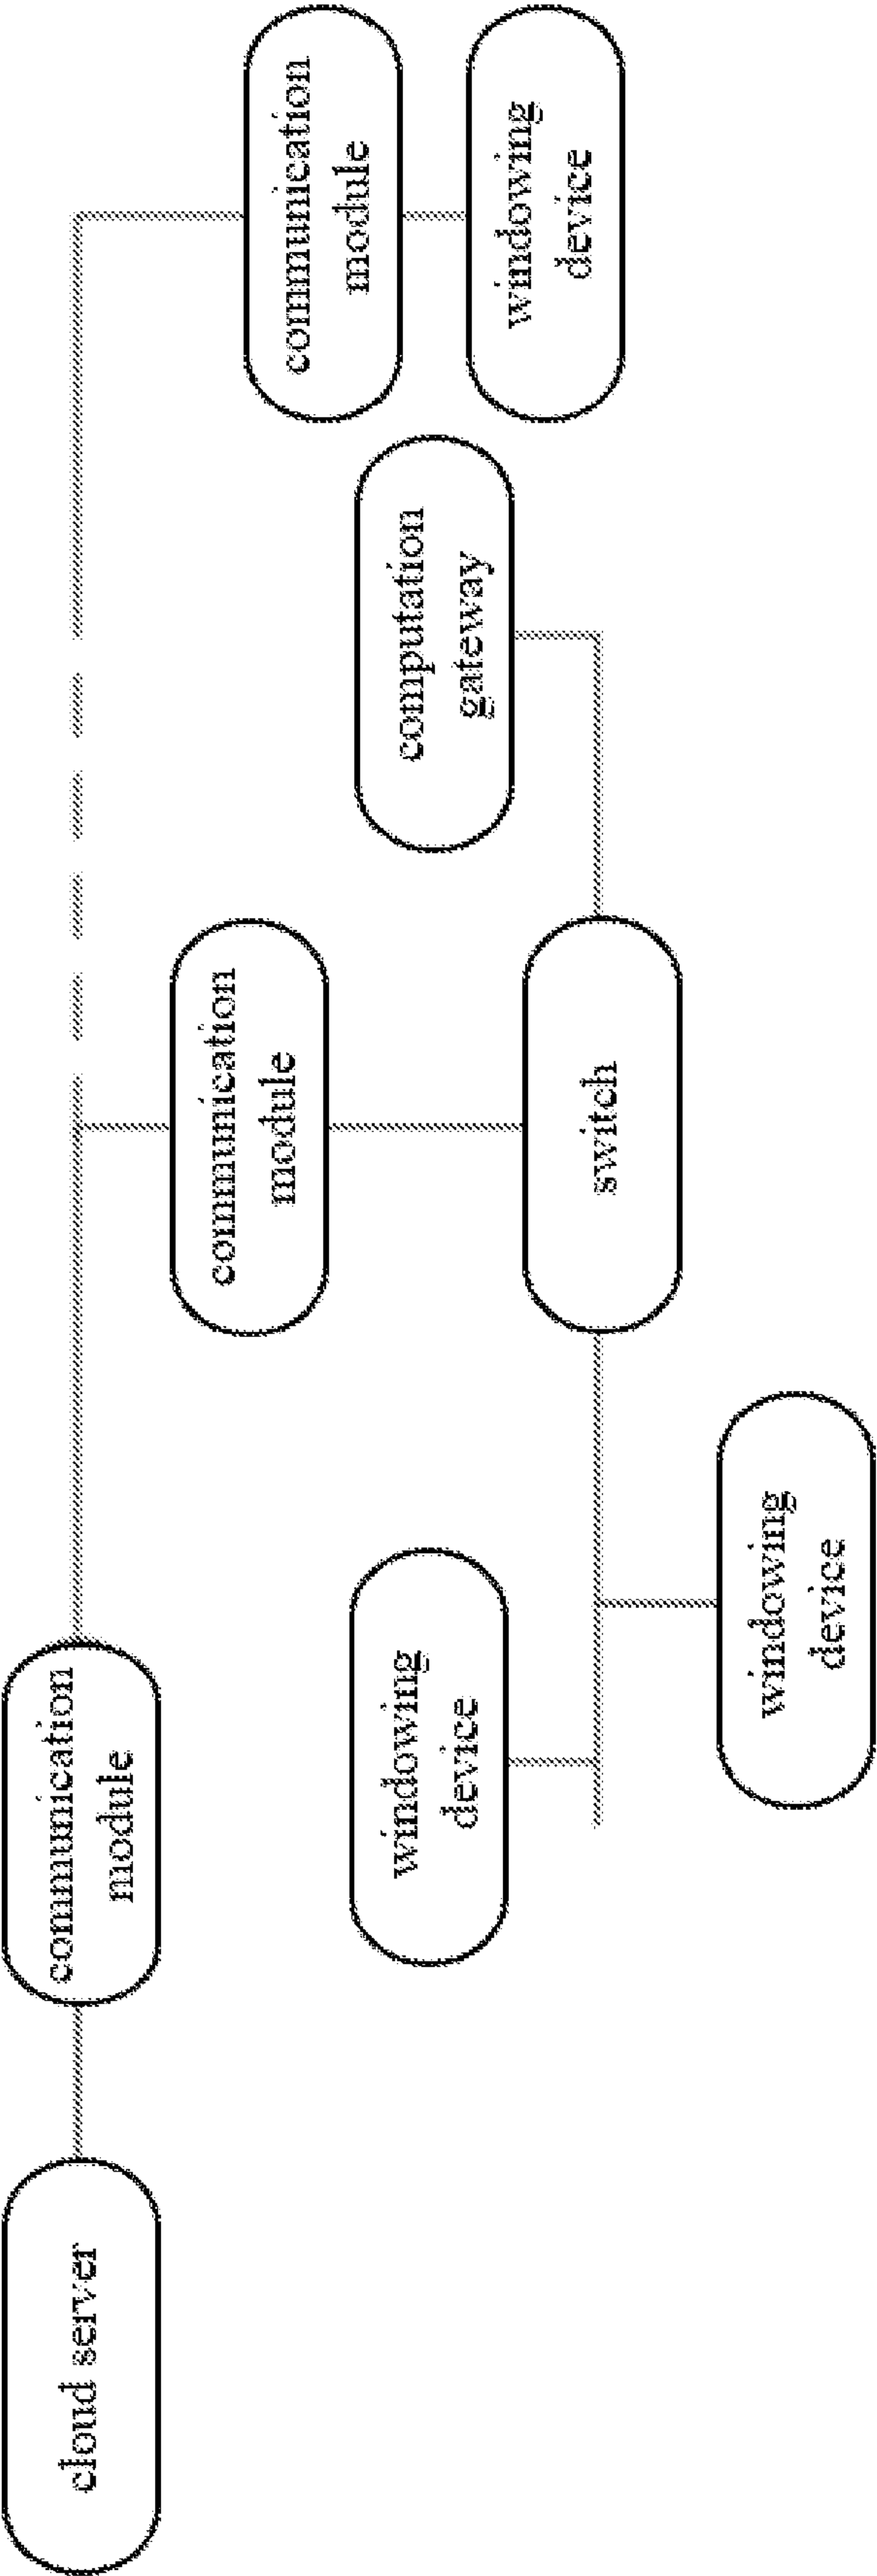 cloud server
communication
module
communication
module
communication
module
windowing
device
computation
gateway
switch
windowing
device
windowing
device